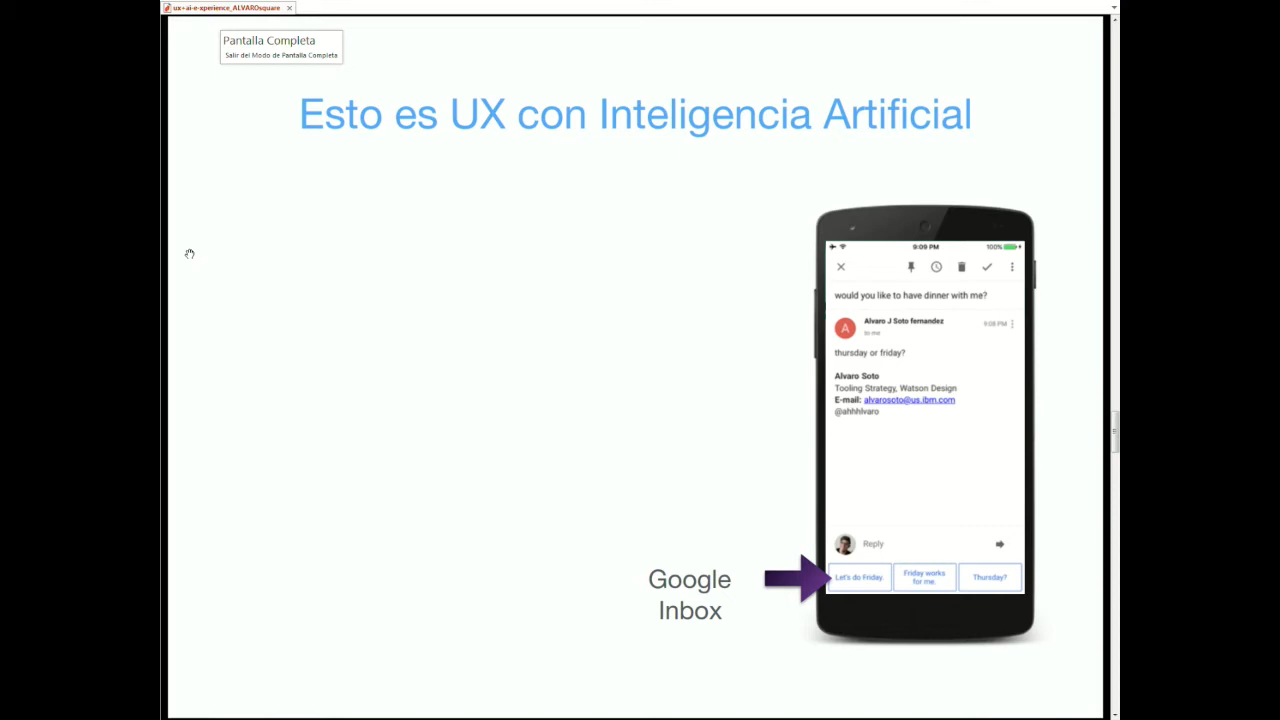 ux+ai-e-xperience_ALVAROsquare
Pantalla Completa
Salir del Modo de Pantalla Completa
Esto es UX con Inteligencia Artificial
9:09 PM
100%
would you like to have dinner with me?
A
Alvaro J Soto fernandez
to me
9:08 PM
thursday or friday?
Alvaro Soto
Tooling Strategy, Watson Design
E-mail: alvarosoto@us.ibm.com
@ahhhlvaro
Reply
Let's do Friday.
Friday works
for me.
Thursday?
Google
Inbox